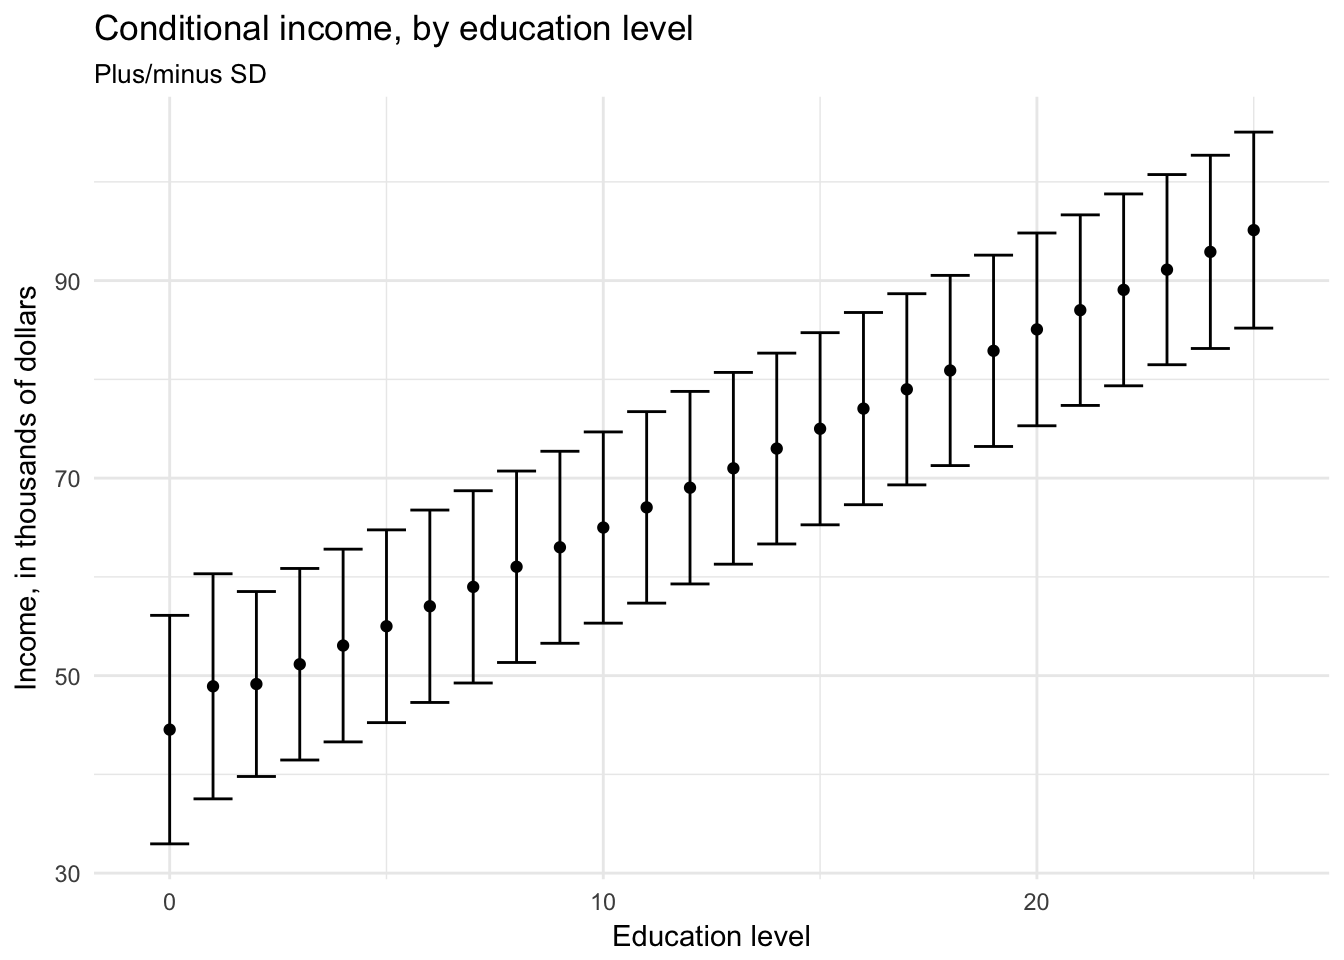 Conditional income, by education level
Plus/minus SD
Income, in thousands of dollars
90
70
50
30
0
10
20
Education level